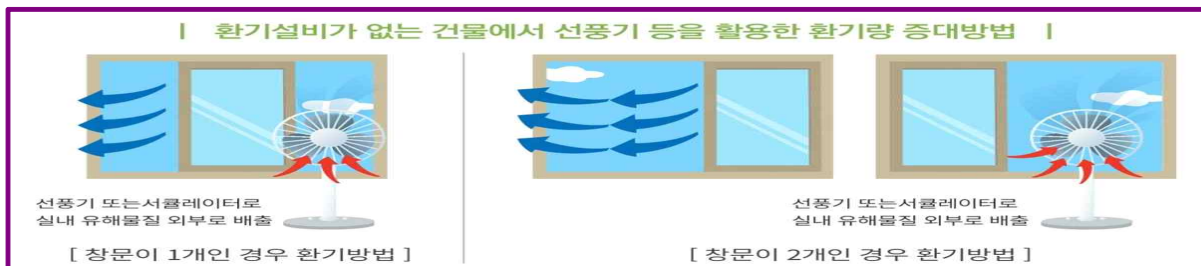 | 환기설비가 없는 건물에서 선풍기 등을 활용한 환기량 증대방법 |
선풍기 또는서큘레이터로
실내 유해물질 외부로 배출
[ 창문이 1개인 경우 환기방법 ]
선풍기 또는서큘레이터로
실내 유해물질 외부로 배출
[ 창문이 2개인 경우 환기방법 ]